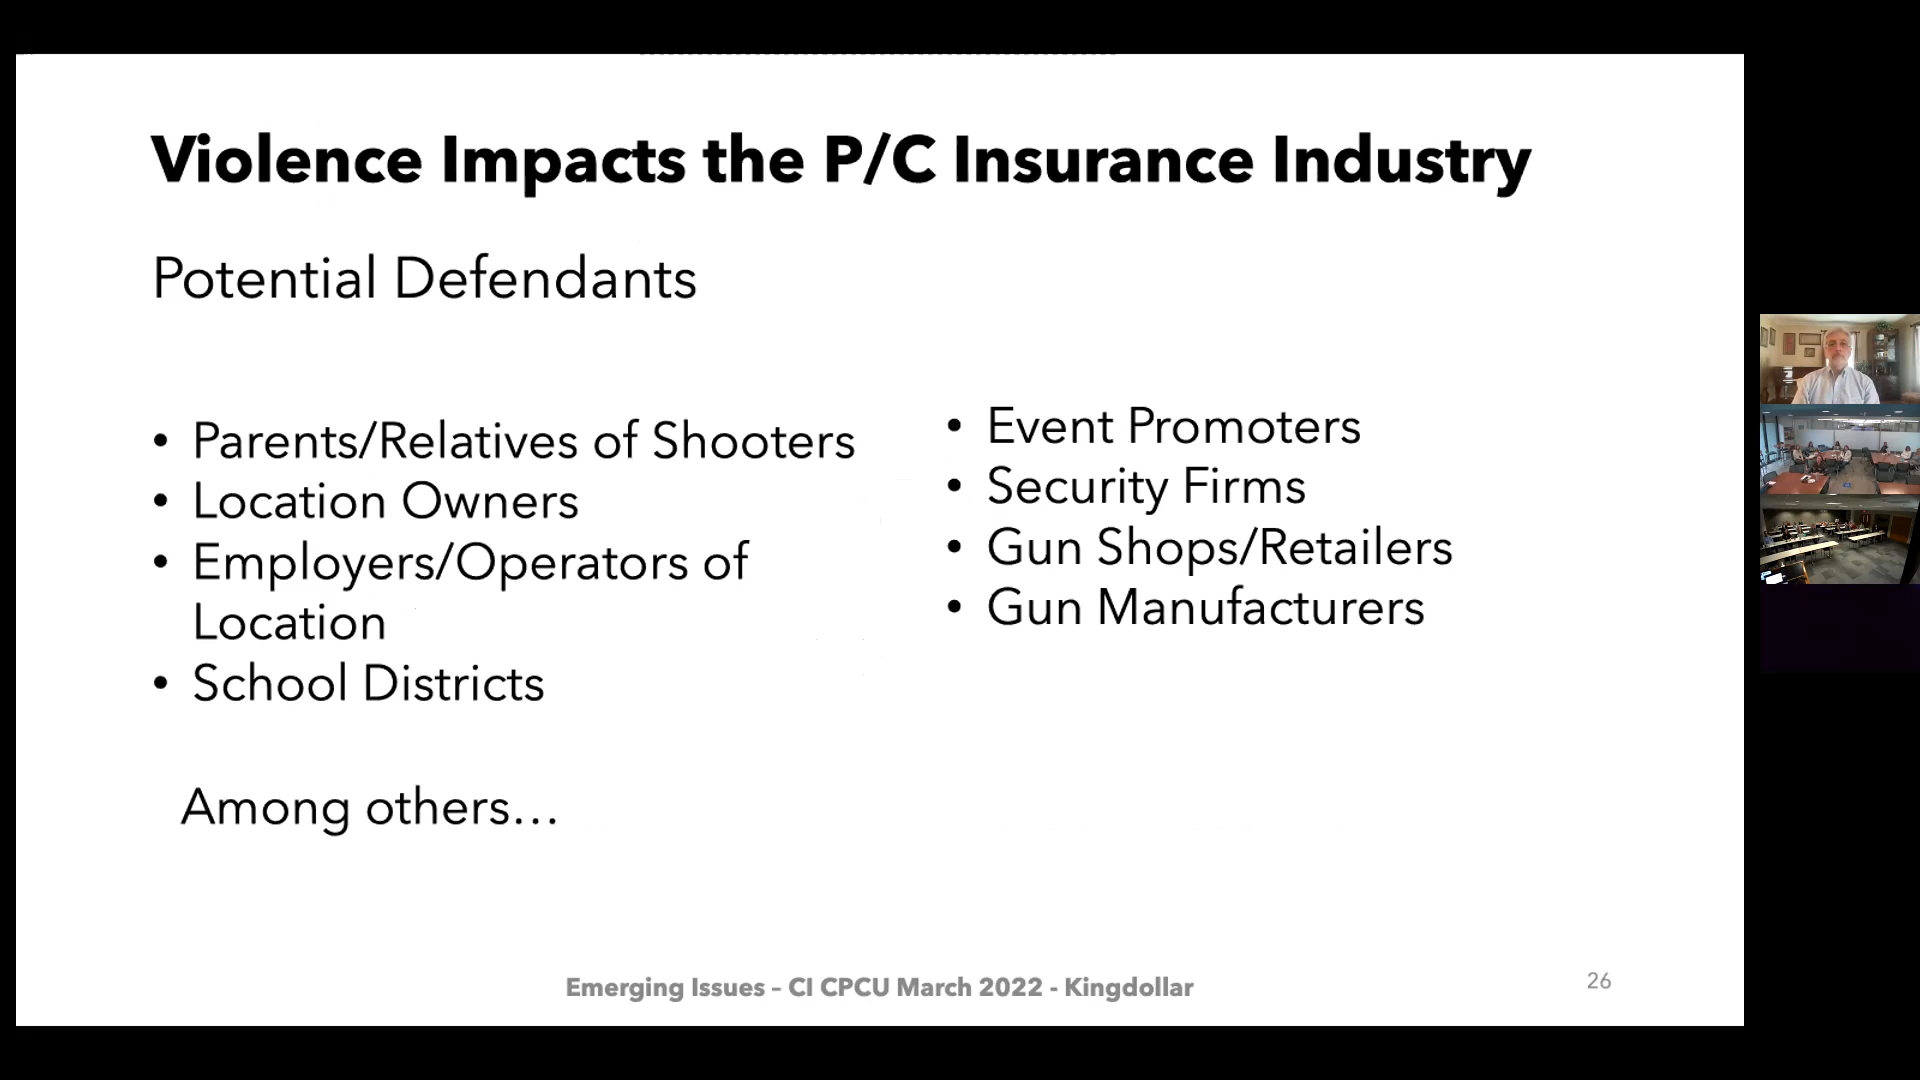 Violence Impacts the P/C Insurance Industry
Potential Defendants
• Parents/Relatives of Shooters
• Location Owners
• Employers/Operators of
Location
• School Districts
Among others…
• Event Promoters
• Security Firms
• Gun Shops/Retailers
• Gun Manufacturers
Emerging Issues – CI CPCU March 2022 - Kingdollar
26